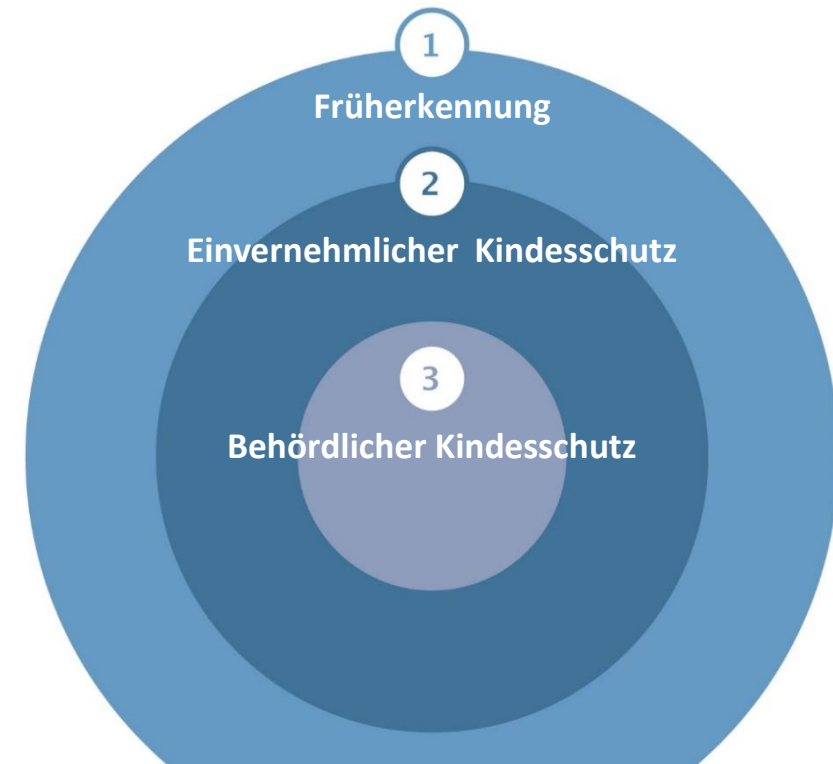 1
Früherkennung
2
Einvernehmlicher Kindesschutz
3
Behördlicher Kindesschutz